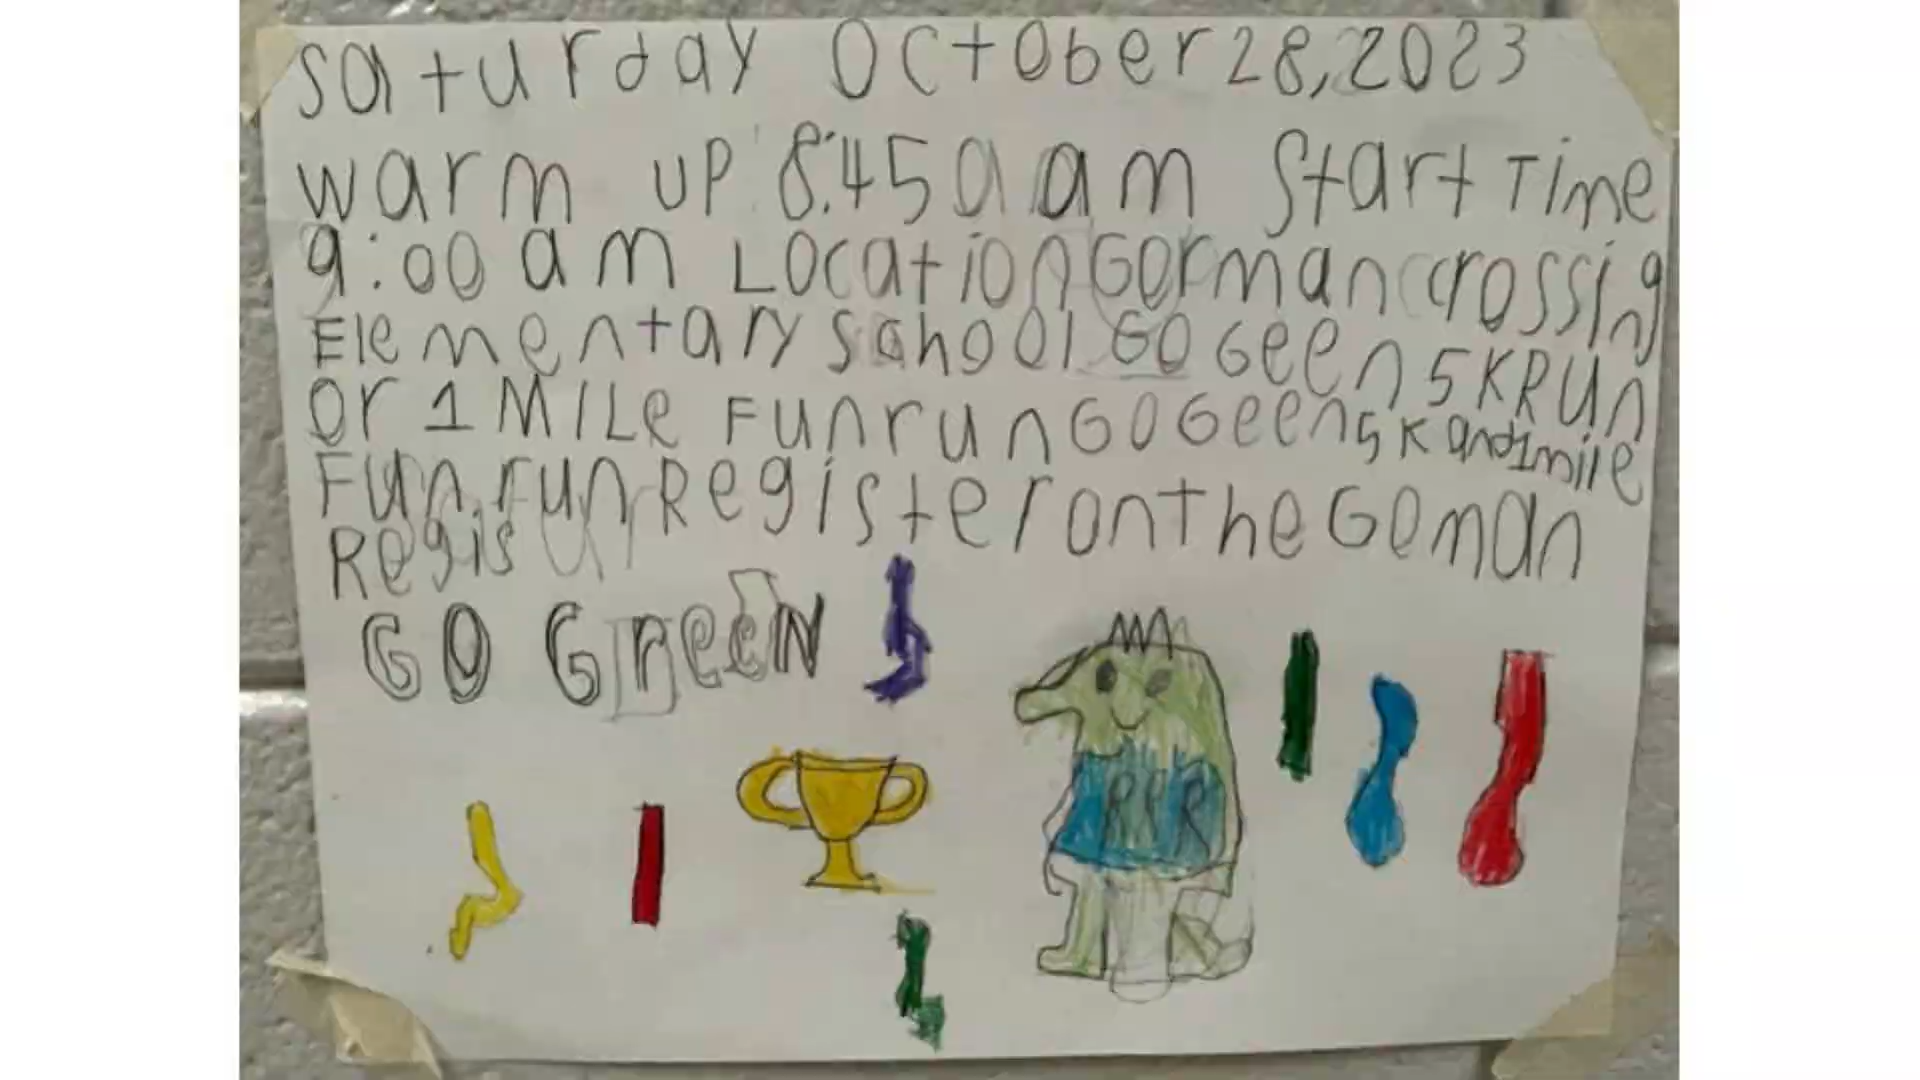 Saturday October 28, 2023
warm up 8:45 a am Start Time
9:00 am Location Gorman crossing
Elementary School GO Geen 5K RUn
Or 1 MILe Fun run GO Geen 5K and 1 mile
Fun run Register on the Goman
Regis
GO GreeN
RRR